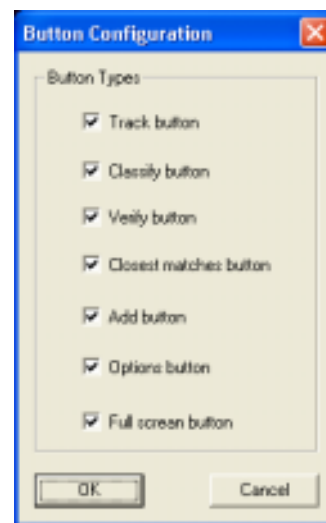 Button Configuration
Button Types
Track button
Classify button
Verify button
Closest matches button
Add button
Options button
Full screen button
OK
Cancel